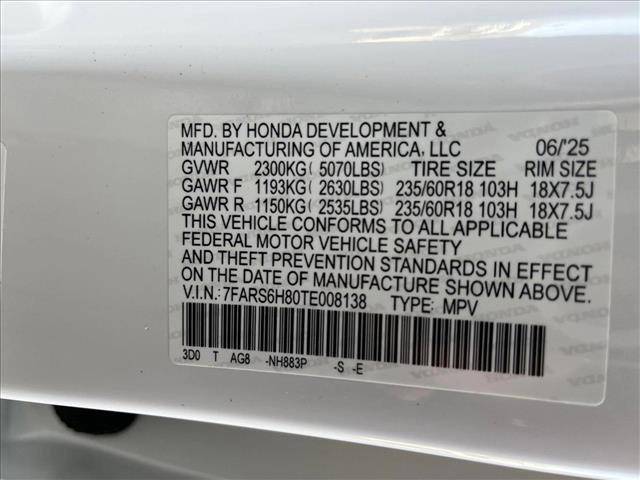 MFD. BY HONDA DEVELOPMENT &
MANUFACTURING OF AMERICA, LLC 06/'25
GVWR 2300KG( 5070LBS) TIRE SIZE RIM SIZE
GAWR F 1193KG( 2630LBS) 235/60R18 103H 18X7.5J
GAWR R 1150KG( 2535LBS) 235/60R18 103H 18X7.5J
THIS VEHICLE CONFORMS TO ALL APPLICABLE
FEDERAL MOTOR VEHICLE SAFETY
AND THEFT PREVENTION STANDARDS IN EFFECT
ON THE DATE OF MANUFACTURE SHOWN ABOVE.
V.I.N.: 7FARS6H80TE008138 TYPE: MPV
3D0 T AG8 -NH883P -S -E